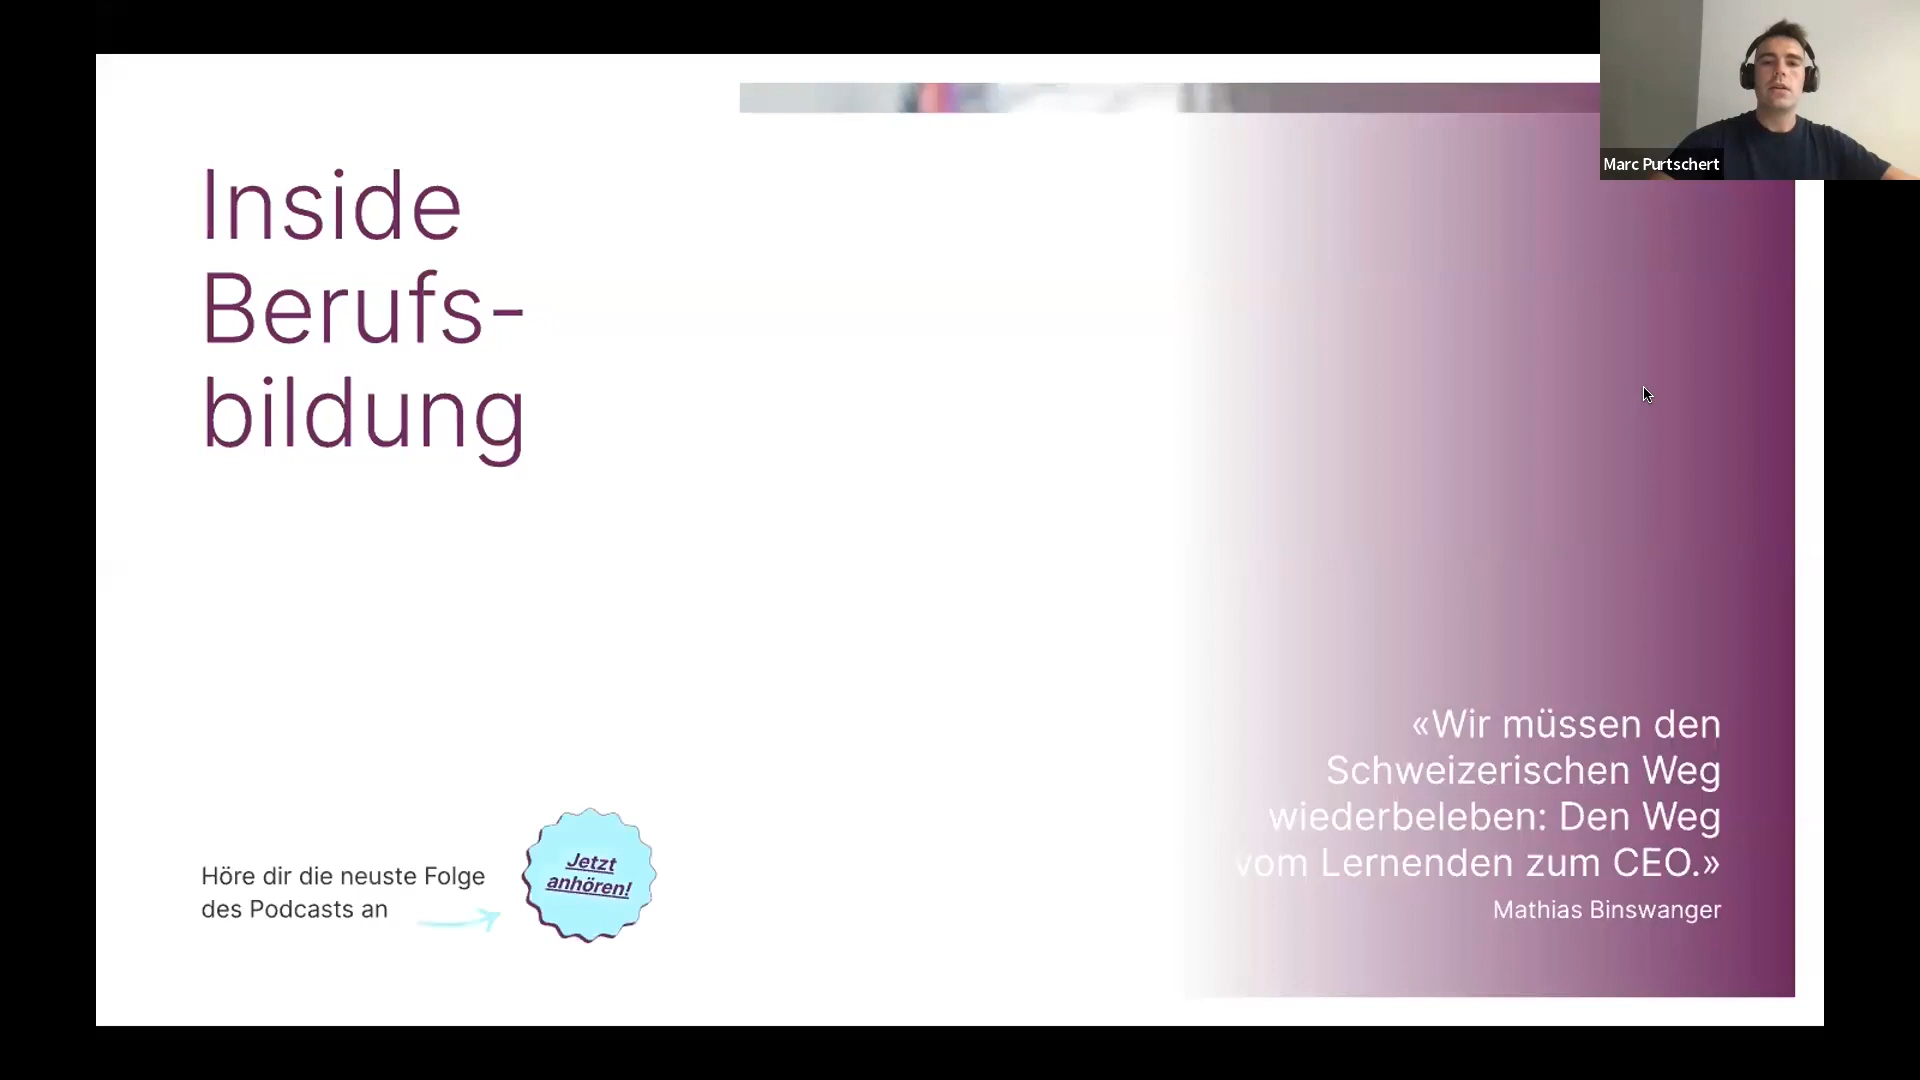 Inside
Berufs-
bildung
Höre dir die neuste Folge
des Podcasts an
Jetzt
anhören!
«Wir müssen den
Schweizerischen Weg
wiederbeleben: Den Weg
vom Lernenden zum CEO.»
Mathias Binswanger
Marc Purtschert